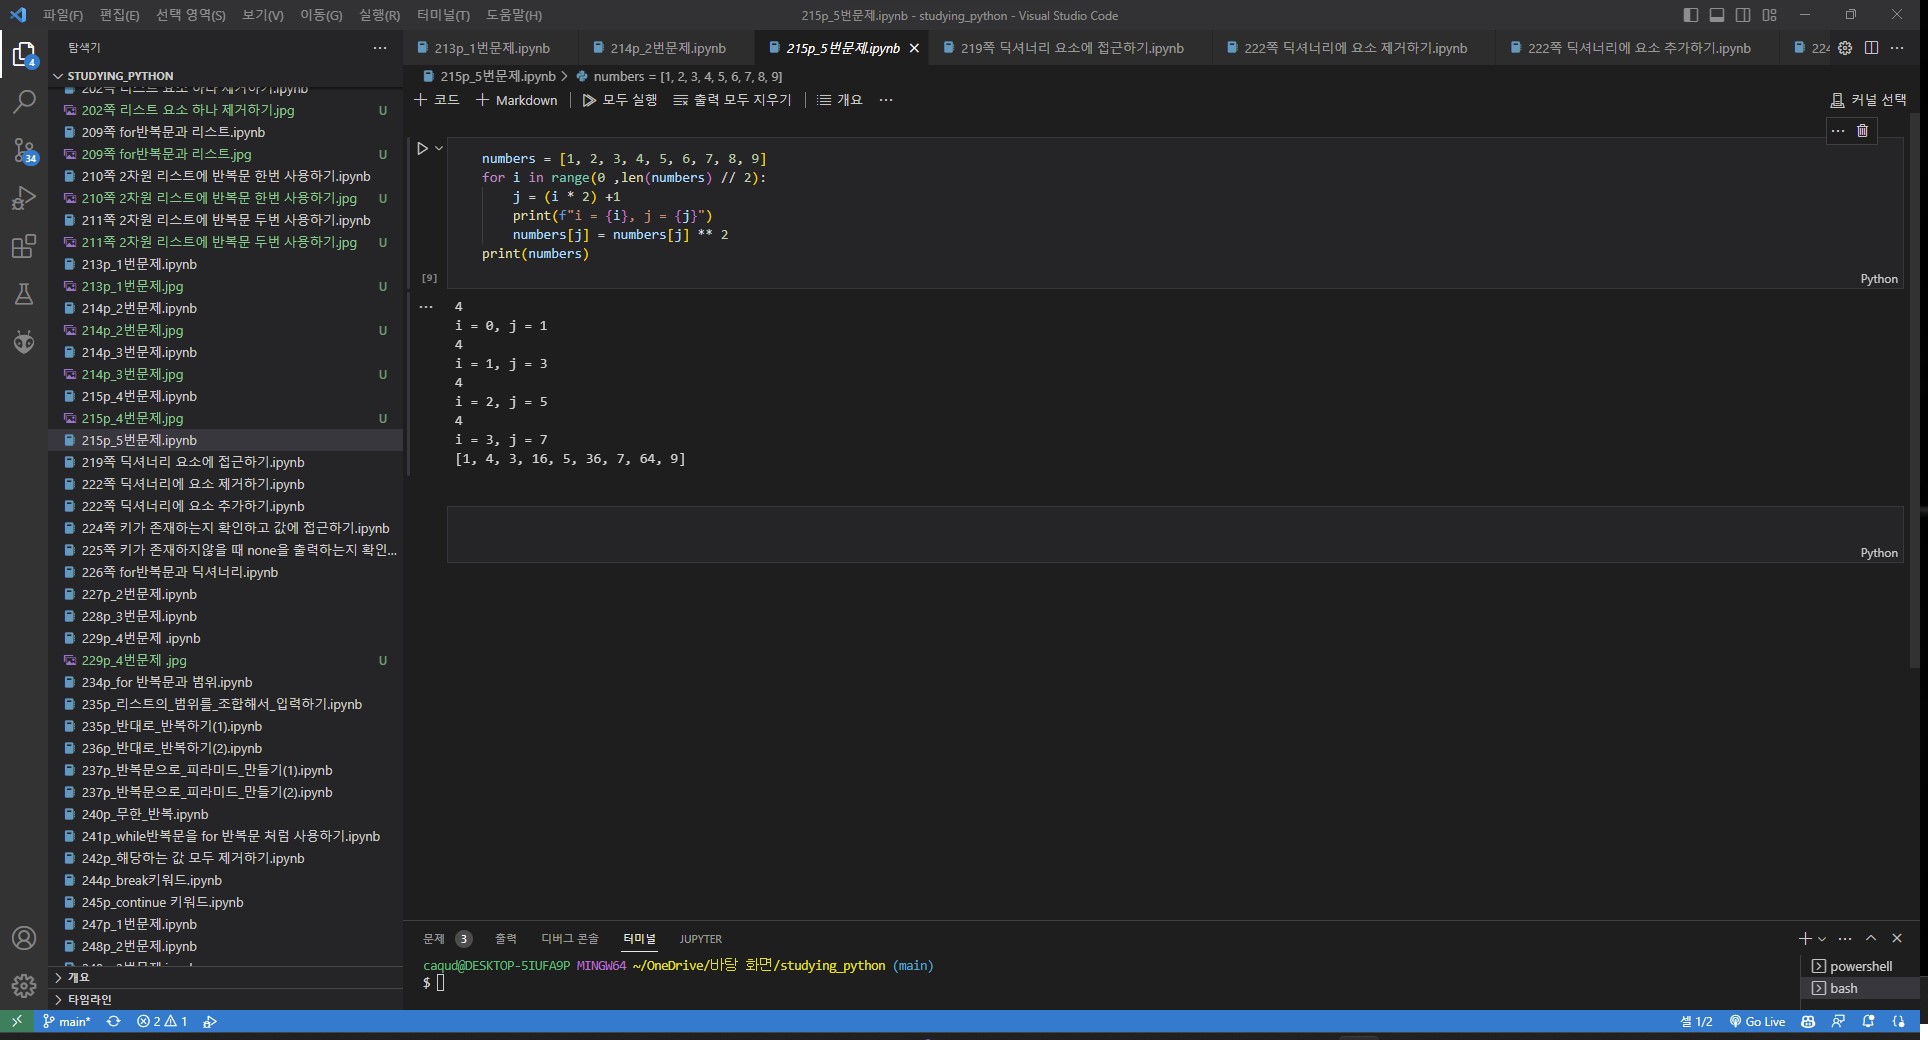 파일(F) 편집(E) 선택 영역(S) 보기(V) 이동(G) 실행(R) 터미널(T) 도움말(H)
215p_5번문제.ipynb - studying_python - Visual Studio Code
탐색기
STUDYING_PYTHON
202쪽 리스트 요소 하나 제거하기.ipynb
202쪽 리스트 요소 하나 제거하기.jpg U
209쪽 for반복문과 리스트.ipynb
209쪽 for반복문과 리스트.jpg U
210쪽 2차원 리스트에 반복문 한번 사용하기.ipynb
210쪽 2차원 리스트에 반복문 한번 사용하기.jpg U
211쪽 2차원 리스트에 반복문 두번 사용하기.ipynb
211쪽 2차원 리스트에 반복문 두번 사용하기.jpg U
213p_1번문제.ipynb
213p_1번문제.jpg U
214p_2번문제.ipynb
214p_2번문제.jpg U
214p_3번문제.ipynb
214p_3번문제.jpg U
215p_4번문제.ipynb
215p_4번문제.jpg U
215p_5번문제.ipynb
219쪽 딕셔너리 요소에 접근하기.ipynb
222쪽 딕셔너리에 요소 제거하기.ipynb
222쪽 딕셔너리에 요소 추가하기.ipynb
224쪽 키가 존재하는지 확인하고 값에 접근하기.ipynb
225쪽 키가 존재하지않을 때 none을 출력하는지 확인...
226쪽 for반복문과 딕셔너리.ipynb
227p_2번문제.ipynb
228p_3번문제.ipynb
229p_4번문제 .ipynb
229p_4번문제 .jpg U
234p_for 반복문과 범위.ipynb
235p_리스트의_범위를_조합해서_입력하기.ipynb
235p_반대로_반복하기(1).ipynb
236p_반대로_반복하기(2).ipynb
237p_반복문으로_피라미드_만들기(1).ipynb
237p_반복문으로_피라미드_만들기(2).ipynb
240p_무한_반복.ipynb
241p_while반복문을 for 반복문 처럼 사용하기.ipynb
242p_해당하는 값 모두 제거하기.ipynb
244p_break키워드.ipynb
245p_continue 키워드.ipynb
247p_1번문제.ipynb
248p_2번문제.ipynb
개요
타임라인
4
34
213p_1번문제.ipynb 214p_2번문제.ipynb 215p_5번문제.ipynb 219쪽 딕셔너리 요소에 접근하기.ipynb 222쪽 딕셔너리에 요소 제거하기.ipynb 222쪽 딕셔너리에 요소 추가하기.ipynb 224
215p_5번문제.ipynb > numbers = [1, 2, 3, 4, 5, 6, 7, 8, 9]
+ 코드 + Markdown 모두 실행 출력 모두 지우기 개요 ... 커널 선택
numbers = [1, 2, 3, 4, 5, 6, 7, 8, 9]
for i in range(0 ,len(numbers) // 2):
    j = (i * 2) +1
    print(f"i = {i}, j = {j}")
    numbers[j] = numbers[j] ** 2
print(numbers)
[9]
Python
4
i = 0, j = 1
4
i = 1, j = 3
4
i = 2, j = 5
4
i = 3, j = 7
[1, 4, 3, 16, 5, 36, 7, 64, 9]
Python
문제 3 출력 디버그 콘솔 터미널 JUPYTER
caqud@DESKTOP-5IUFA9P MINGW64 ~/OneDrive/바탕 화면/studying_python (main)
$
powershell
bash
main* 2 1
셀 1/2 Go Live